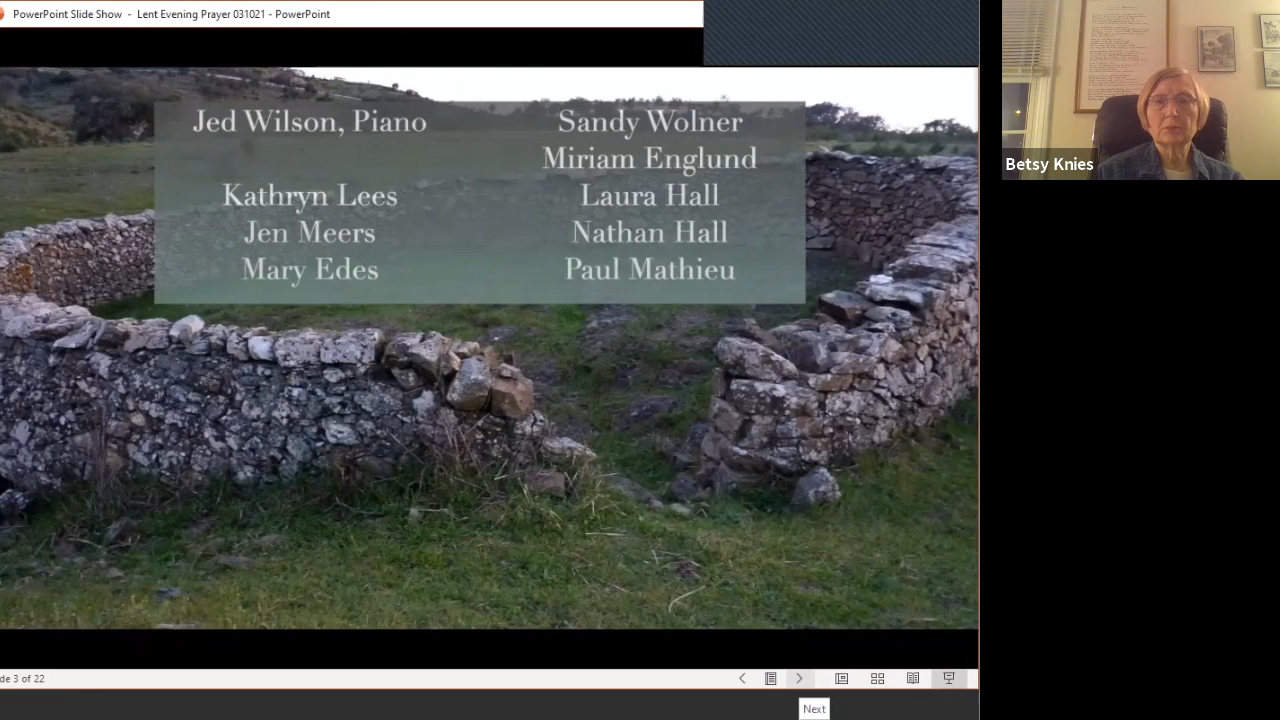 PowerPoint Slide Show - Lent Evening Prayer 031021 - PowerPoint
Jed Wilson, Piano
Kathryn Lees
Jen Meers
Mary Edes
Sandy Wolner
Miriam Englund
Laura Hall
Nathan Hall
Paul Mathieu
Betsy Knies
de 3 of 22
Next